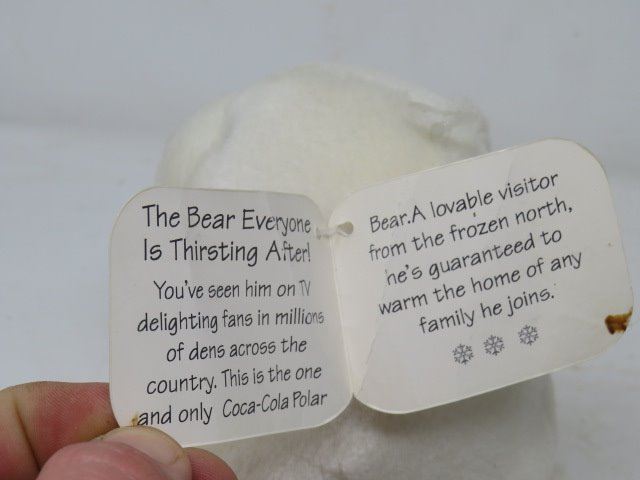 The Bear Everyone
Is Thirsting After!
You've seen him on TV
delighting fans in millions
of dens across the
country. This is the one
and only Coca-Cola Polar
Bear.A lovable visitor
from the frozen north,
he's guaranteed to
warm the home of any
family he joins.